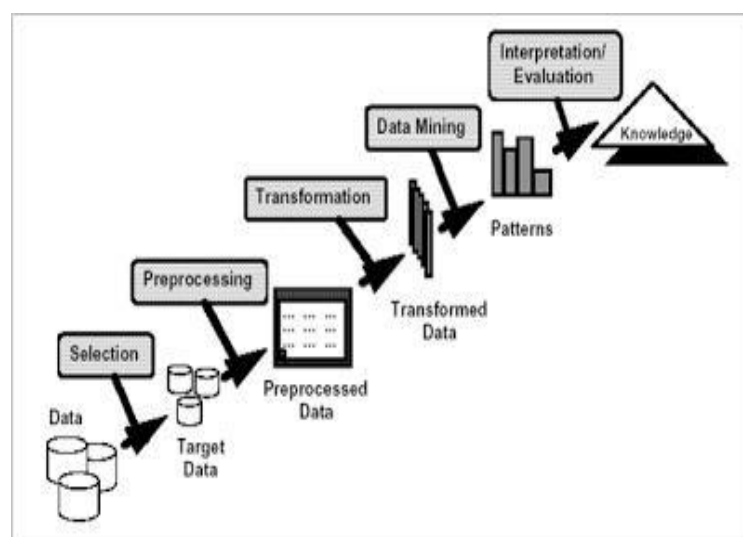 Interpretation/
Evaluation
Knowledge
Data Mining
Patterns
Transformation
Transformed
Data
Preprocessing
Preprocessed
Data
Selection
Target
Data
Data